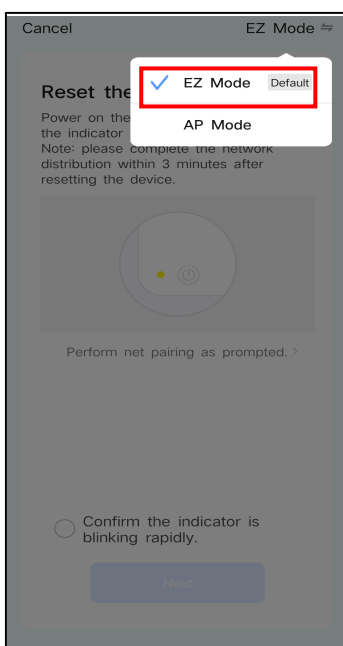 Cancel
EZ Mode
Reset the
EZ Mode Default
Power on the
AP Mode
the indicator
Note: please complete the network
distribution within 3 minutes after
resetting the device.
Perform net pairing as prompted. >
Confirm the indicator is
blinking rapidly.
Next